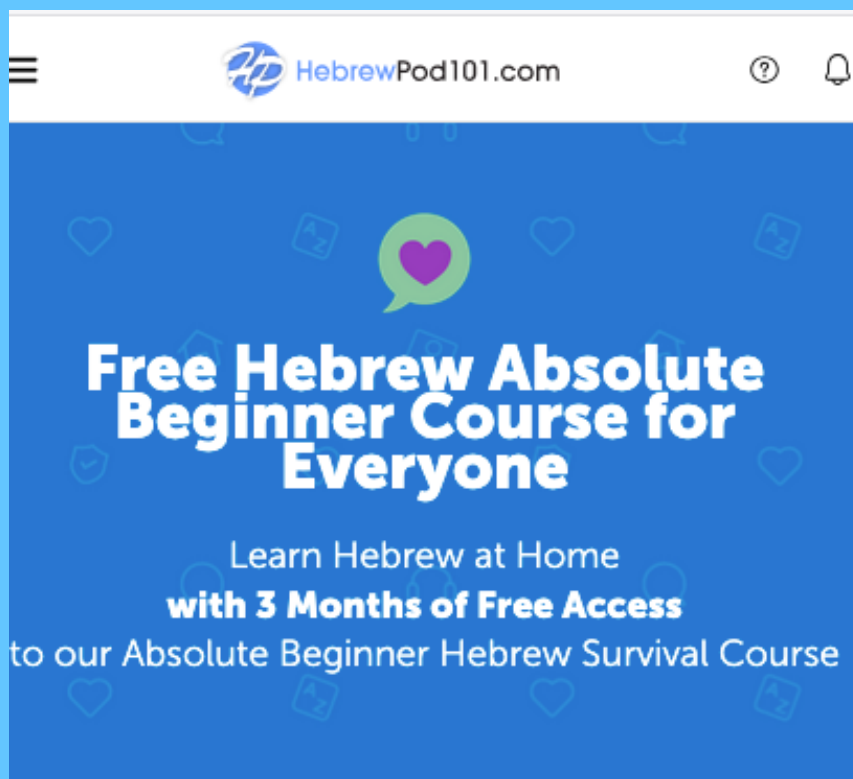 HebrewPod101.com
Free Hebrew Absolute
Beginner Course for
Everyone
Learn Hebrew at Home
with 3 Months of Free Access
to our Absolute Beginner Hebrew Survival Course